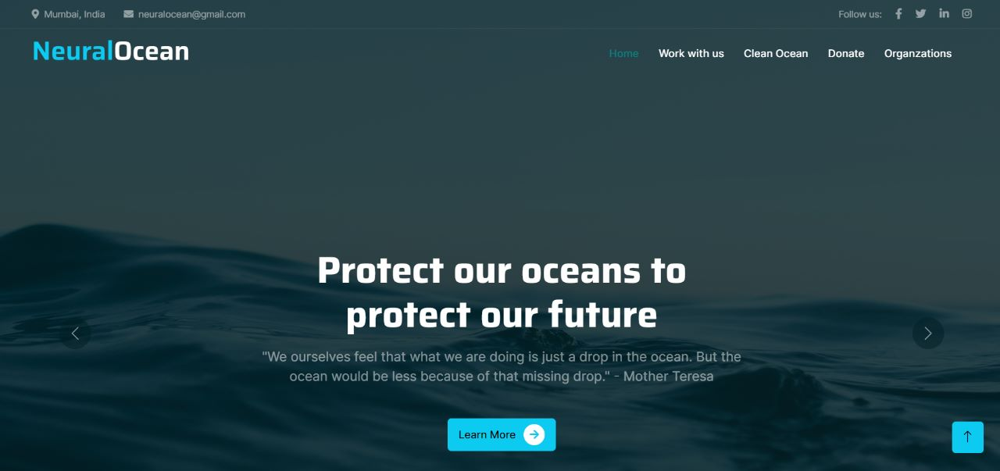 Mumbai, India neuralocean@gmail.com Follow us:
NeuralOcean Home Work with us Clean Ocean Donate Organzations
Protect our oceans to
protect our future
"We ourselves feel that what we are doing is just a drop in the ocean. But the
ocean would be less because of that missing drop." - Mother Teresa
Learn More